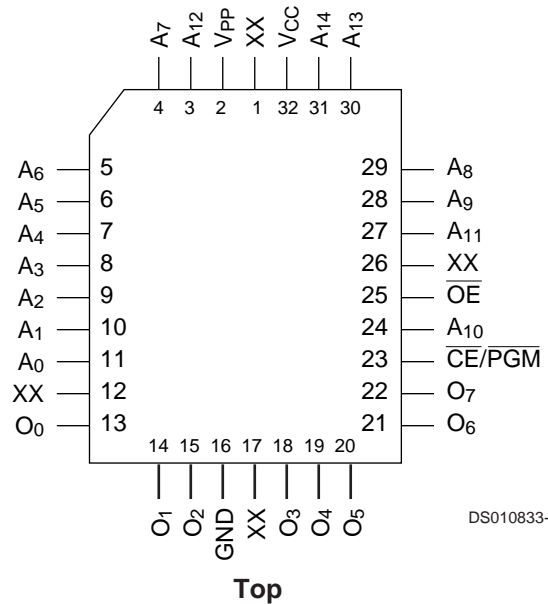 A7 A12 VPP XX VCC A14 A13
4 3 2 1 32 31 30
A6 5 29 A8
A5 6 28 A9
A4 7 27 A11
A3 8 26 XX
A2 9 25 O̅E̅
A1 10 24 A10
A0 11 23 C̅E̅/P̅G̅M̅
XX 12 22 O7
O0 13 21 O6
14 15 16 17 18 19 20
O1 O2 GND XX O3 O4 O5
DS010833-
Top